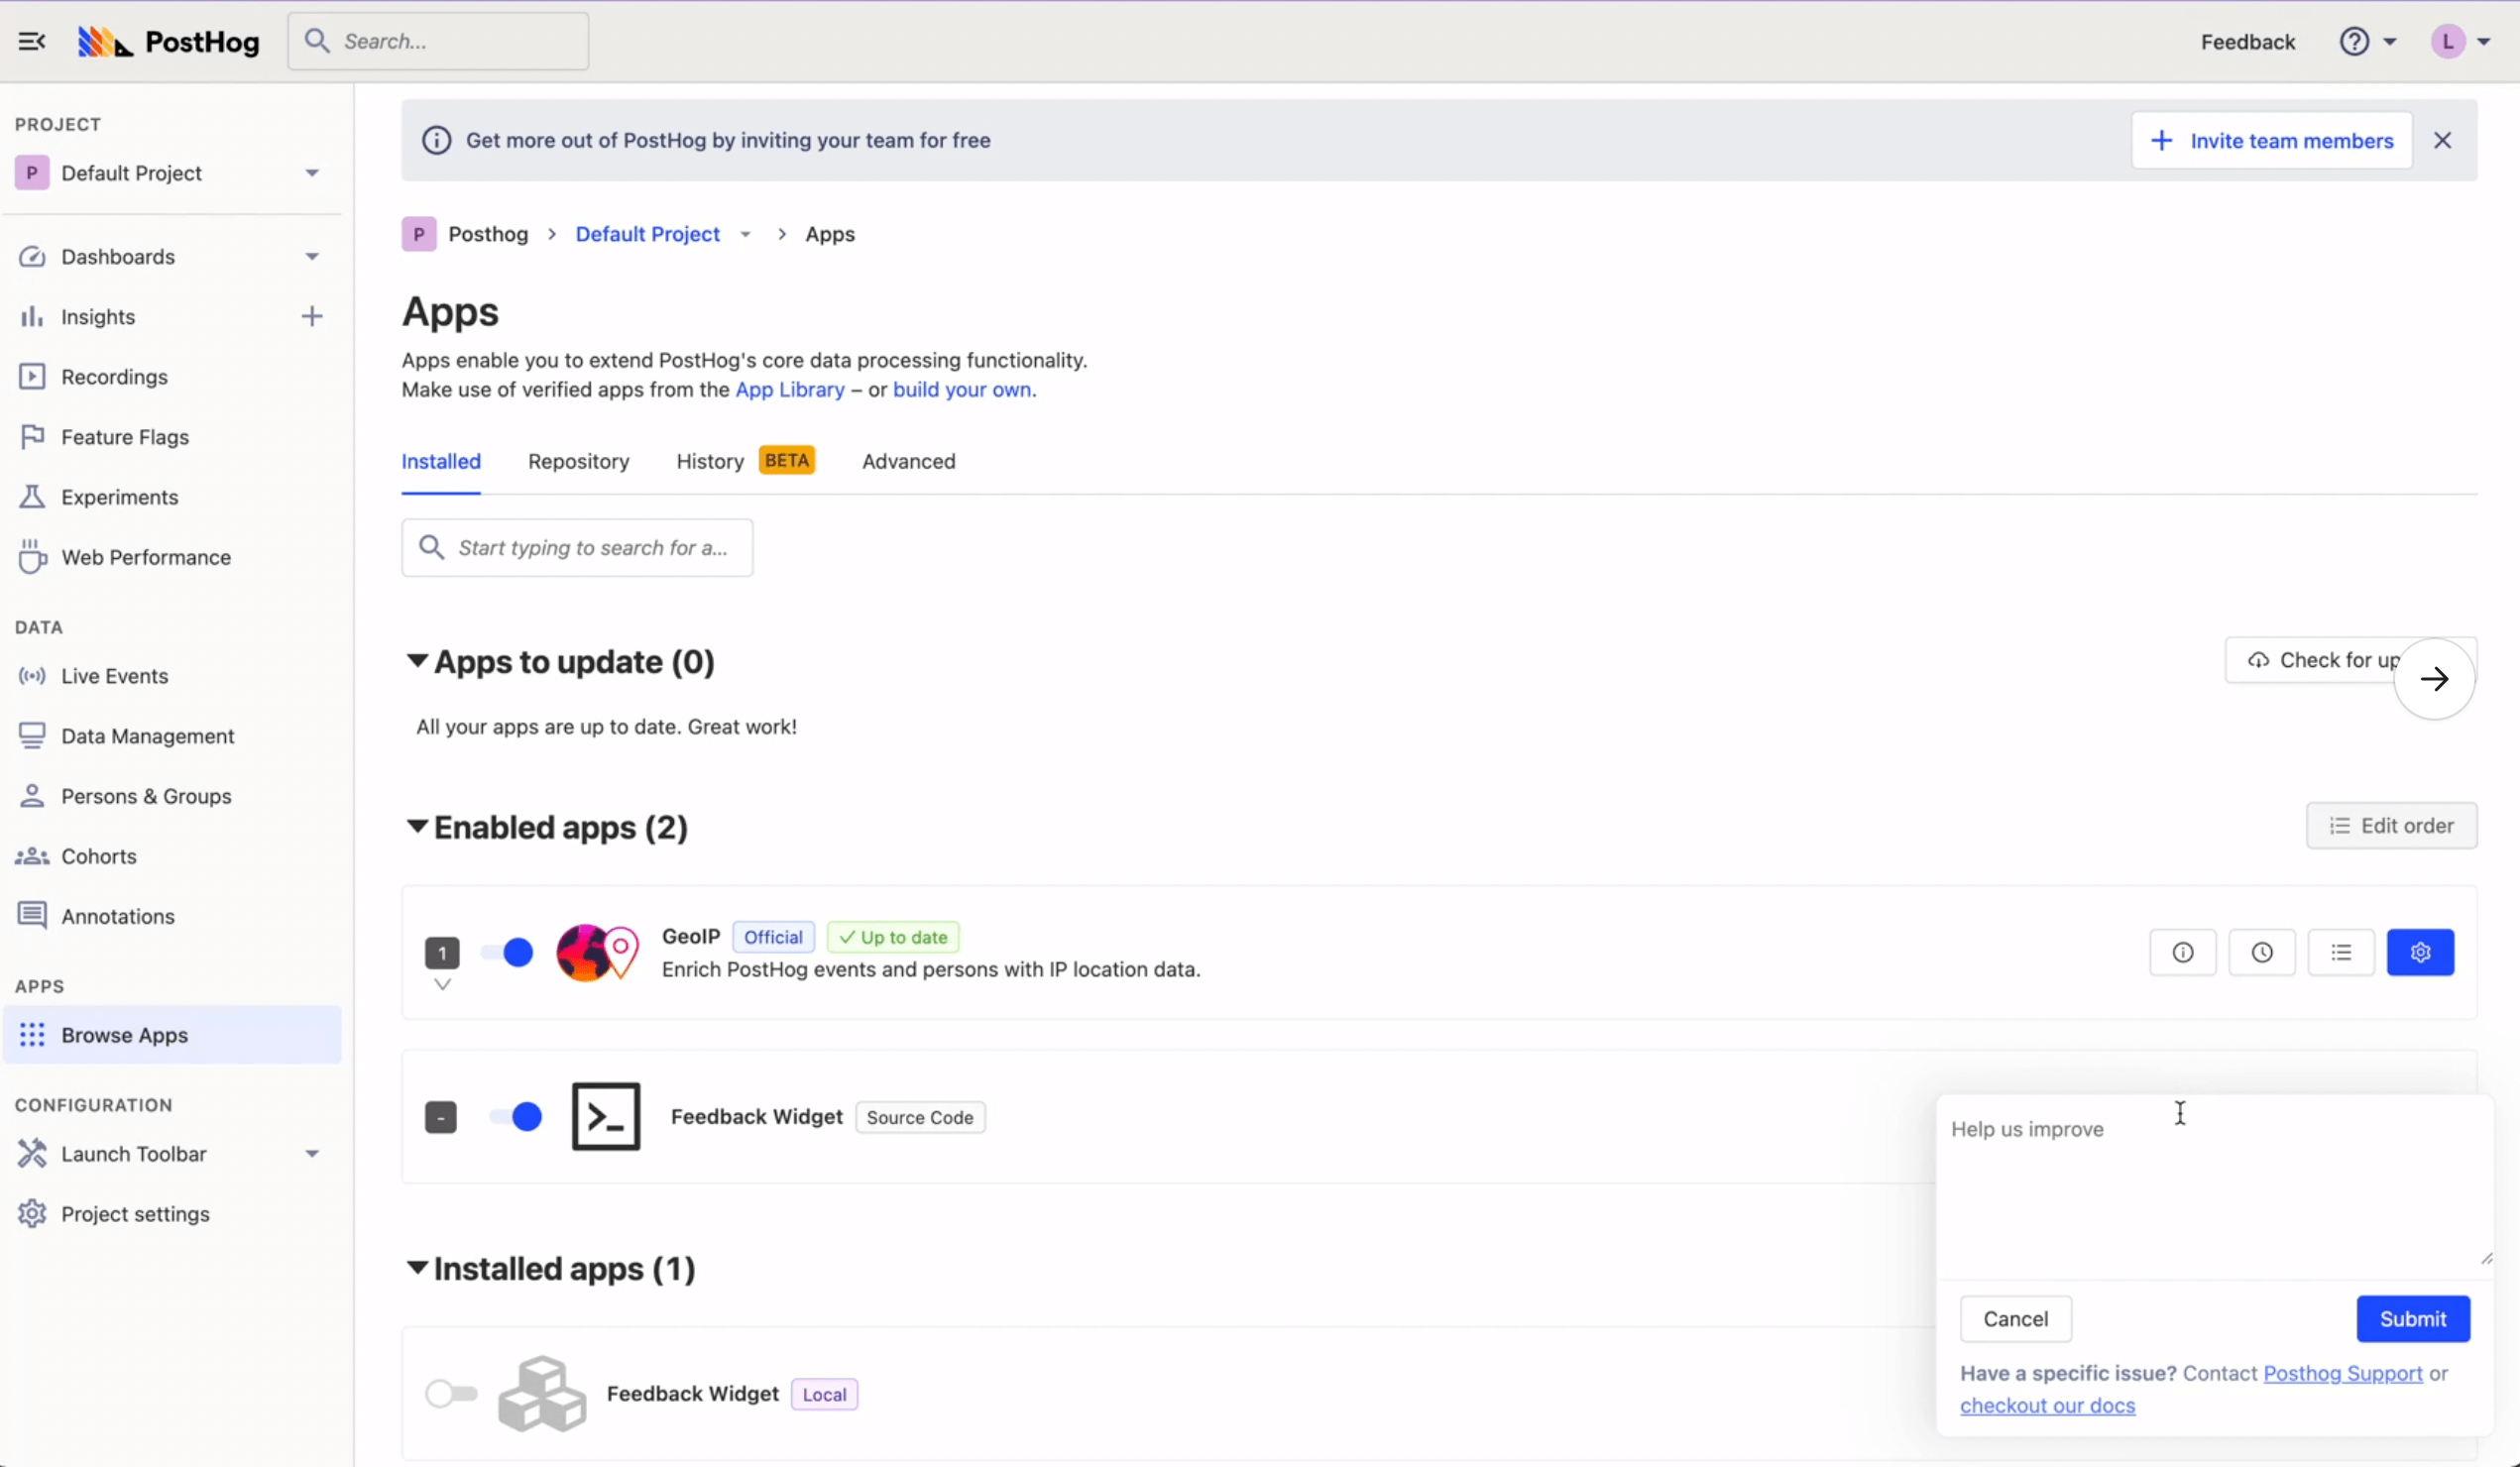 PostHog
Search...
Feedback
L
PROJECT
P Default Project
Dashboards
Insights
Recordings
Feature Flags
Experiments
Web Performance
DATA
Live Events
Data Management
Persons & Groups
Cohorts
Annotations
APPS
Browse Apps
CONFIGURATION
Launch Toolbar
Project settings
Get more out of PostHog by inviting your team for free
Invite team members
P Posthog > Default Project > Apps
Apps
Apps enable you to extend PostHog's core data processing functionality.
Make use of verified apps from the App Library – or build your own.
Installed Repository History BETA Advanced
Start typing to search for a...
Apps to update (0)
Check for up
All your apps are up to date. Great work!
Enabled apps (2)
Edit order
1
GeoIP Official Up to date
Enrich PostHog events and persons with IP location data.
-
Feedback Widget Source Code
Installed apps (1)
Feedback Widget Local
Help us improve
Cancel Submit
Have a specific issue? Contact Posthog Support or
checkout our docs